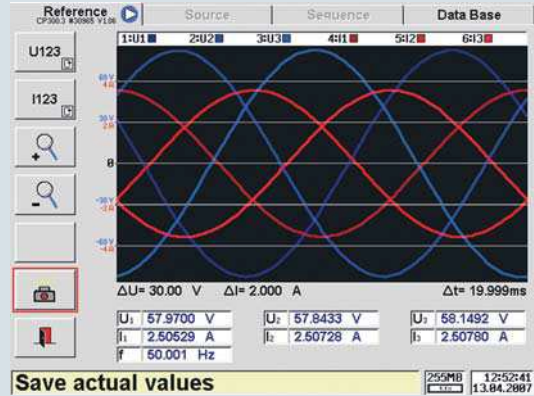 Reference
CP300.3 #30865 V1.06
Source
Sequence
Data Base
U123
1:U1 2:U2 3:U3 4:I1 5:I2 6:I3
I123
60 V
4 A
30 V
2 A
0
-30 V
-2 A
-60 V
-4 A
+
-
ΔU= 30.00 V ΔI= 2.000 A Δt= 19.999ms
U1 57.9700 V U2 57.8433 V U3 58.1492 V
I1 2.50529 A I2 2.50728 A I3 2.50780 A
f 50.001 Hz
Save actual values
255MB
12:52:41
13.04.2007